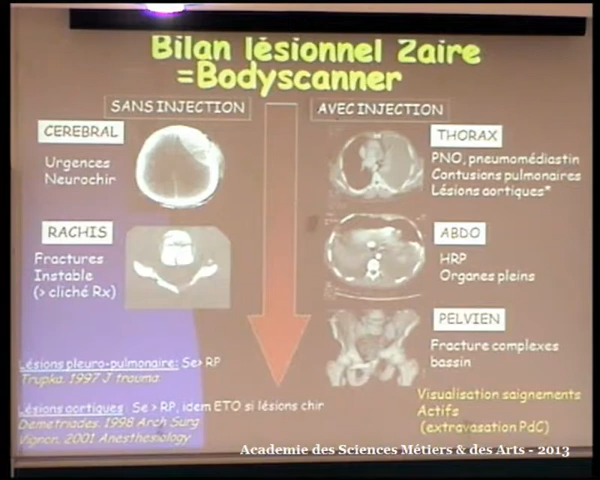 Bilan lésionnel 2aire
=Bodyscanner
SANS INJECTION
CEREBRAL
Urgences
Neurochir
RACHIS
Fractures
Instable
(> cliché Rx)
Lésions pleuro-pulmonaire: Se> RP
Trupka. 1997 J trauma.
Lésions aortiques : Se > RP, idem ETO si lésions chir
Demetriades. 1998 Arch Surg
Vignon. 2001 Anesthesiology
AVEC INJECTION
THORAX
PNO, pneumomédiastin
Contusions pulmonaires
Lésions aortiques*
ABDO
HRP
Organes pleins
PELVIEN
Fracture complexes
bassin
Visualisation saignements
Actifs
(extravasation PdC)
Academie des Sciences Métiers & des Arts - 2013